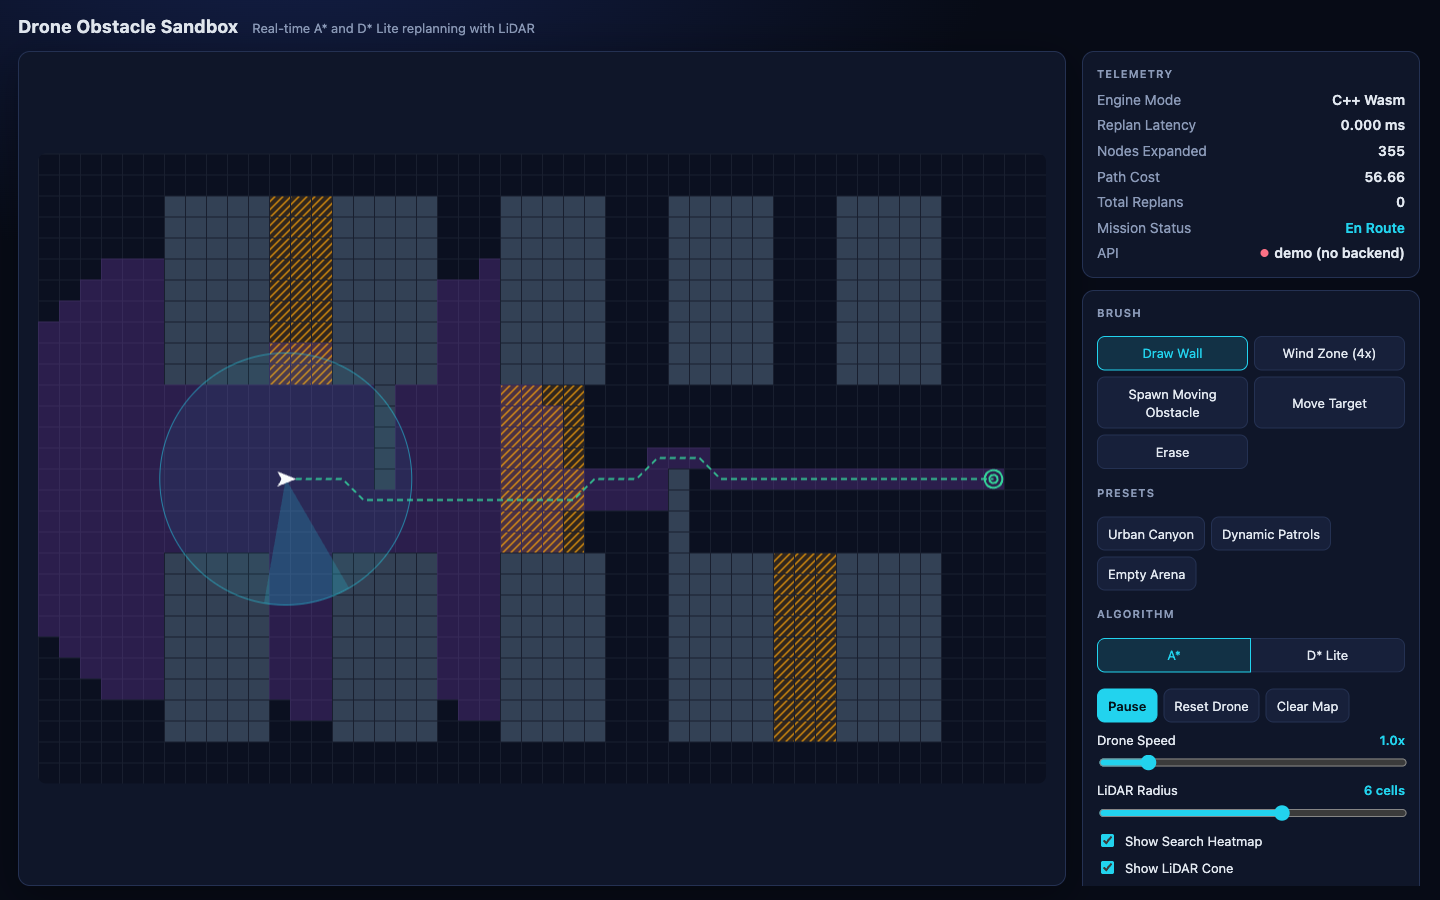 Drone Obstacle Sandbox Real-time A* and D* Lite replanning with LiDAR
TELEMETRY
Engine Mode C++ Wasm
Replan Latency 0.000 ms
Nodes Expanded 355
Path Cost 56.66
Total Replans 0
Mission Status En Route
API demo (no backend)
BRUSH
Draw Wall Wind Zone (4x)
Spawn Moving
Obstacle
Move Target
Erase
PRESETS
Urban Canyon Dynamic Patrols
Empty Arena
ALGORITHM
A* D* Lite
Pause Reset Drone Clear Map
Drone Speed 1.0x
LiDAR Radius 6 cells
Show Search Heatmap
Show LiDAR Cone